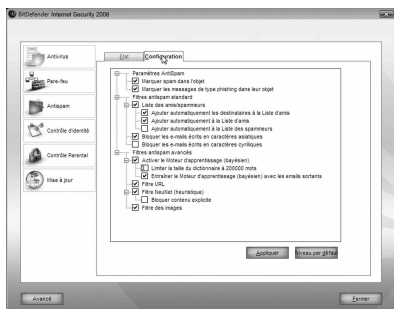 BitDefender Internet Security 2008
Antivirus
Pare-feu
Antispam
Contrôle d'identité
Contrôle Parental
Mise à jour
Etat
Configuration
Paramètres AntiSpam
Marquer spam dans l'objet
Marquer les messages de type phishing dans leur objet
Filtres antispam standard
Liste des amis/spammeurs
Ajouter automatiquement les destinataires à la Liste d'amis
Ajouter automatiquement à la Liste d'amis
Ajouter automatiquement à la Liste des spammeurs
Bloquer les e-mails écrits en caractères asiatiques
Bloquer les e-mails écrits en caractères cyrilliques
Filtres antispam avancés
Activer le Moteur d'apprentissage (bayésien)
Limiter la taille du dictionnaire à 200000 mots
Entraîner le Moteur d'apprentissage (bayésien) avec les emails sortants
Filtre URL
Filtre NeuNet (heuristique)
Bloquer contenu explicite
Filtre des images
Appliquer
Niveau par défaut
Avancé
Fermer